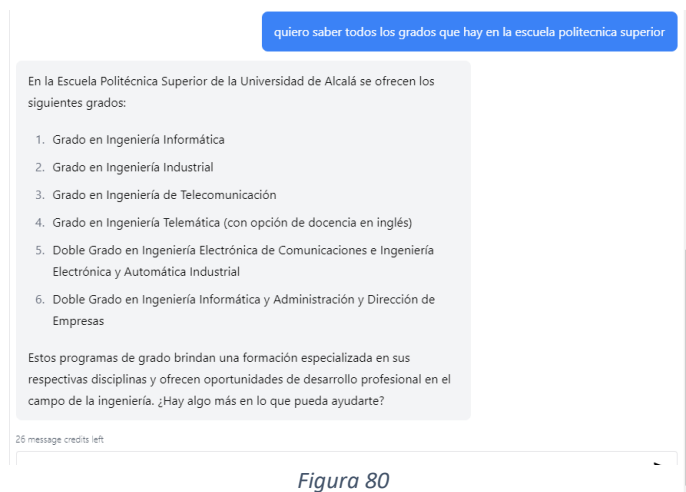 quiero saber todos los grados que hay en la escuela politecnica superior
En la Escuela Politécnica Superior de la Universidad de Alcalá se ofrecen los
siguientes grados:
1. Grado en Ingeniería Informática
2. Grado en Ingeniería Industrial
3. Grado en Ingeniería de Telecomunicación
4. Grado en Ingeniería Telemática (con opción de docencia en inglés)
5. Doble Grado en Ingeniería Electrónica de Comunicaciones e Ingeniería
Electrónica y Automática Industrial
6. Doble Grado en Ingeniería Informática y Administración y Dirección de
Empresas
Estos programas de grado brindan una formación especializada en sus
respectivas disciplinas y ofrecen oportunidades de desarrollo profesional en el
campo de la ingeniería. ¿Hay algo más en lo que pueda ayudarte?
26 message credits left
Figura 80